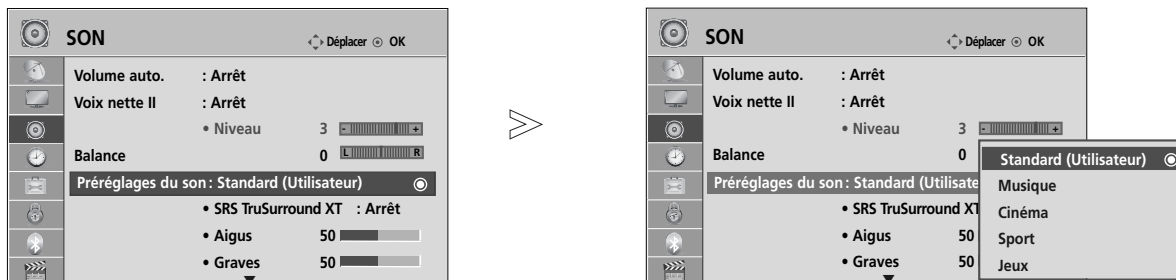 SON
Déplacer OK
Volume auto. : Arrêt
Voix nette II : Arrêt
• Niveau 3 - +
Balance 0 L R
Préréglages du son : Standard (Utilisateur)
• SRS TruSurround XT : Arrêt
• Aigus 50
• Graves 50
>
SON
Déplacer OK
Volume auto. : Arrêt
Voix nette II : Arrêt
• Niveau 3 - +
Balance 0
Préréglages du son : Standard (Utilisate
• SRS TruSurround XT
• Aigus 50
• Graves 50
Standard (Utilisateur)
Musique
Cinéma
Sport
Jeux